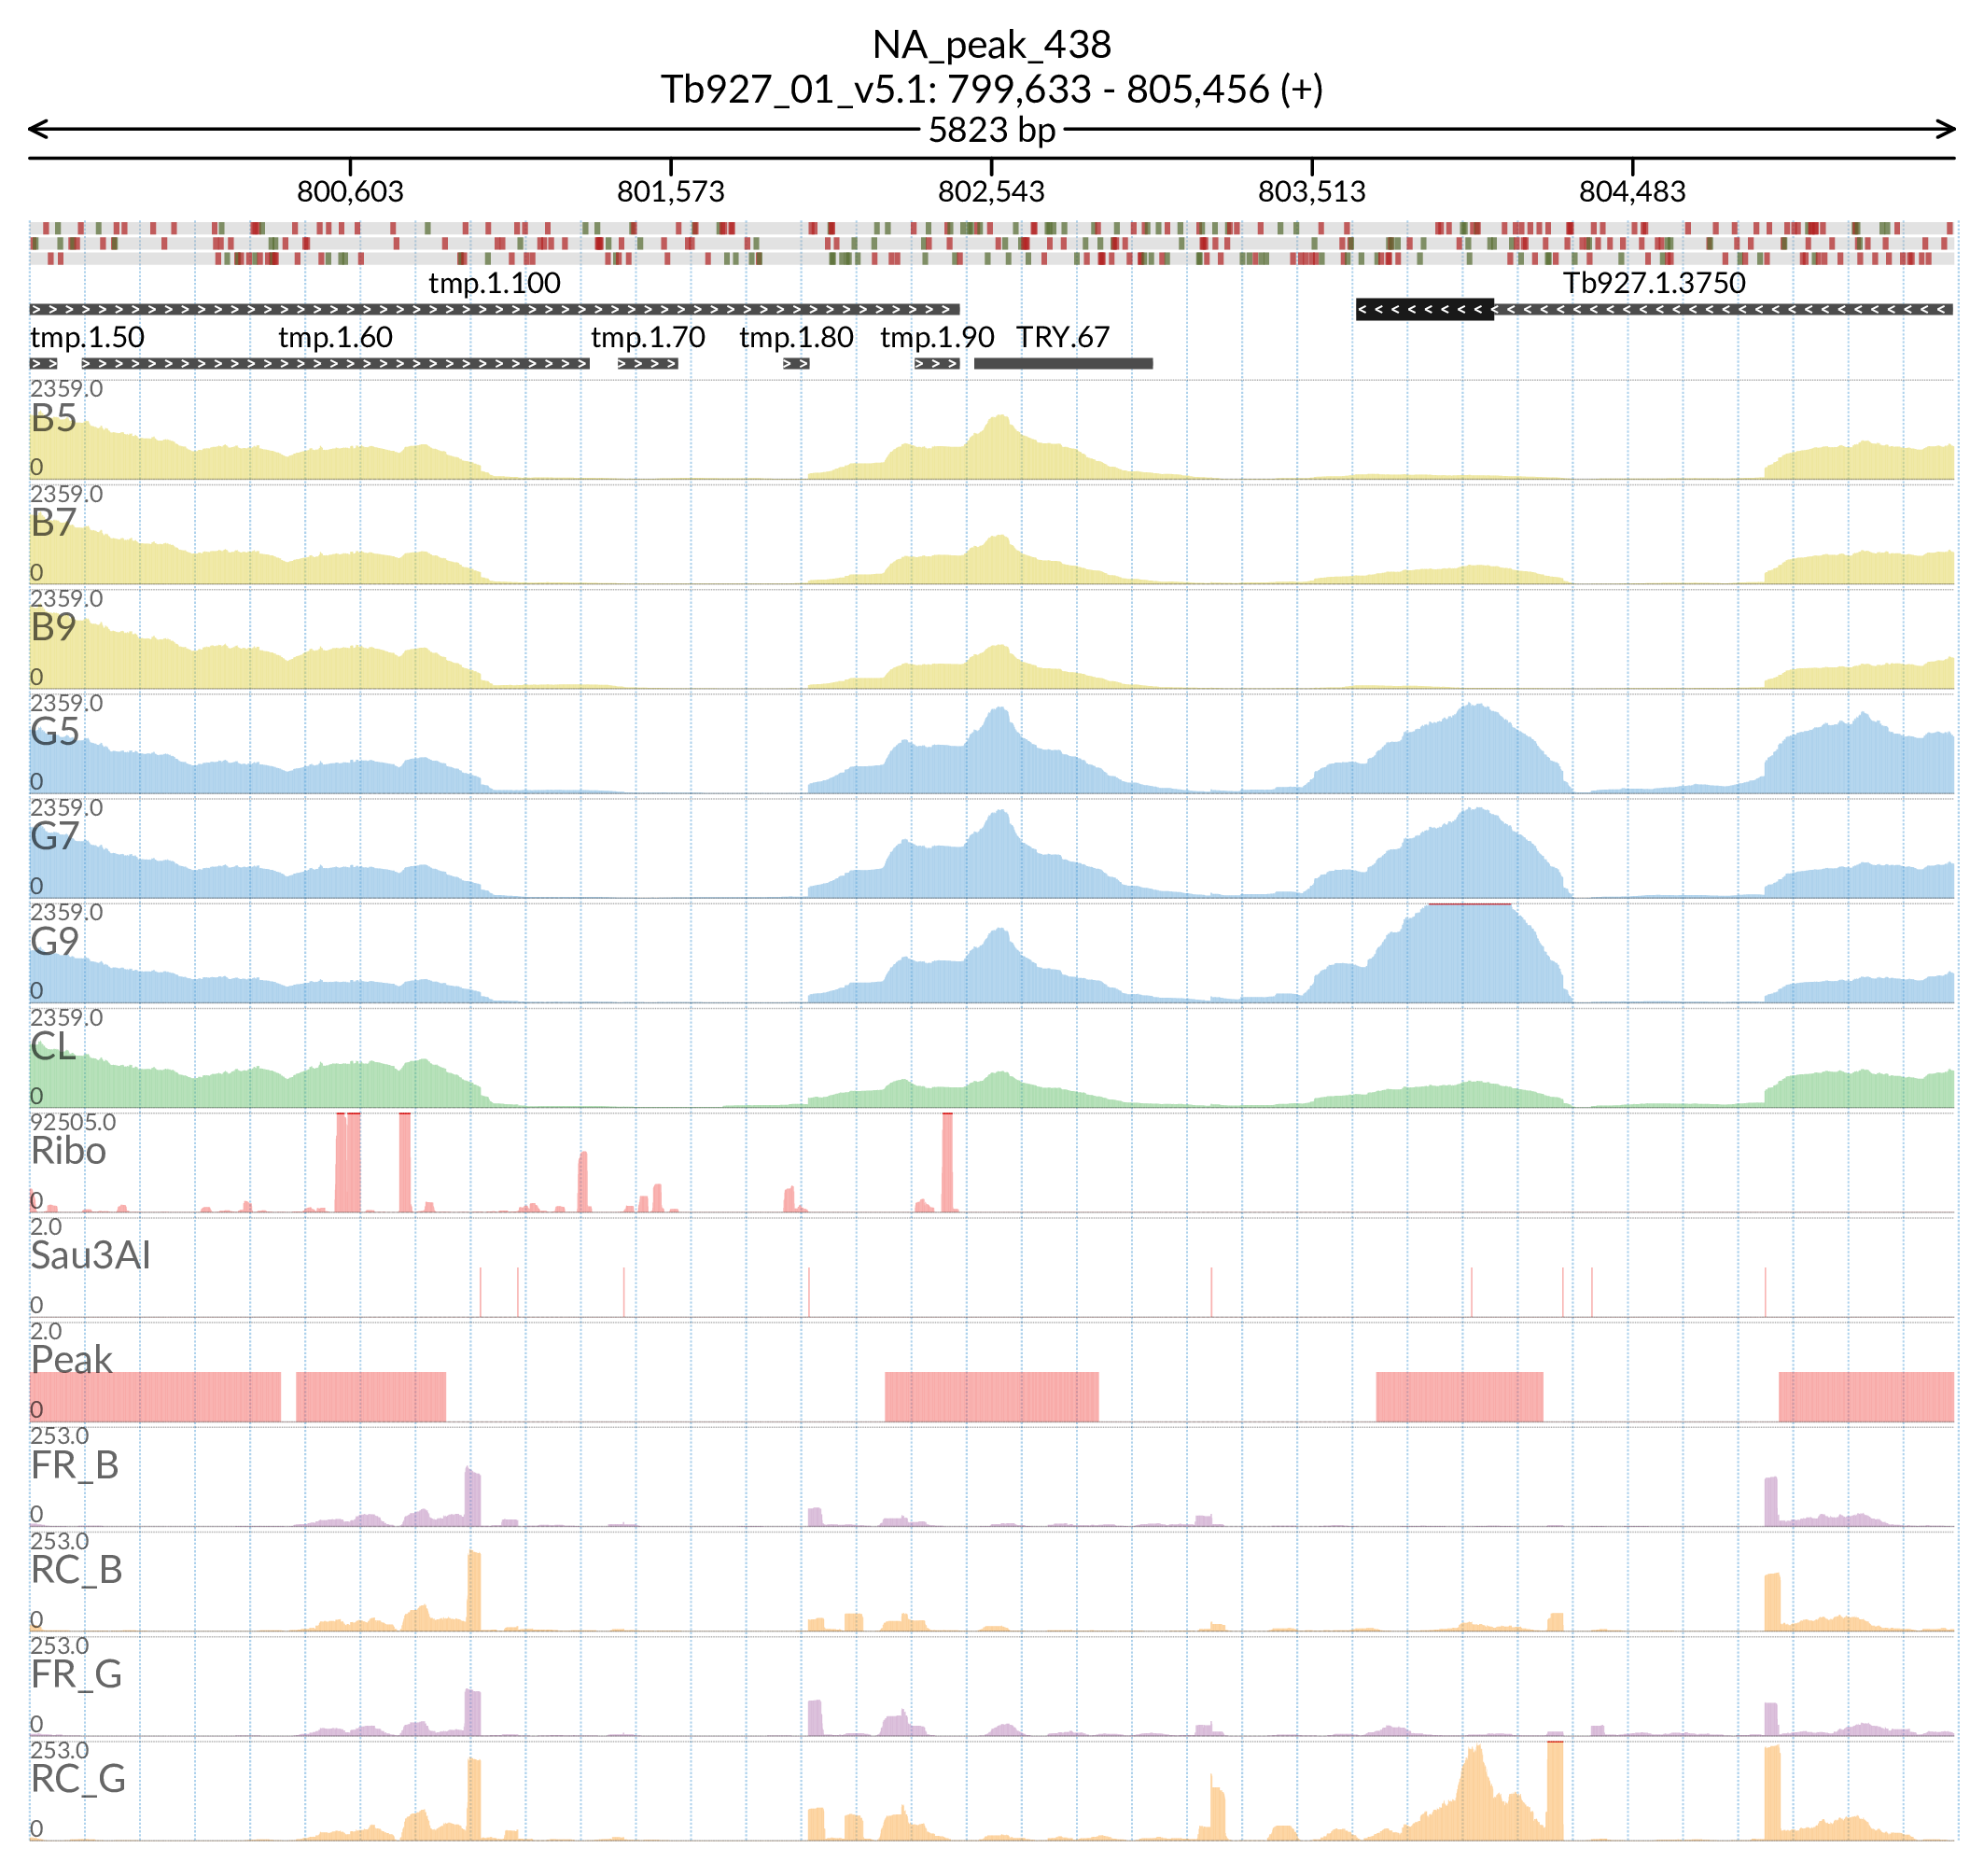 NA_peak_438
Tb927_01_v5.1: 799,633 - 805,456 (+)
5823 bp
800,603 801,573 802,543 803,513 804,483
tmp.1.100 Tb927.1.3750
tmp.1.50 tmp.1.60 tmp.1.70 tmp.1.80 tmp.1.90 TRY.67
2359.0
B5
0
2359.0
B7
0
2359.0
B9
0
2359.0
G5
0
2359.0
G7
0
2359.0
G9
0
2359.0
CL
0
92505.0
Ribo
0
2.0
Sau3AI
0
2.0
Peak
0
253.0
FR_B
0
253.0
RC_B
0
253.0
FR_G
0
253.0
RC_G
0